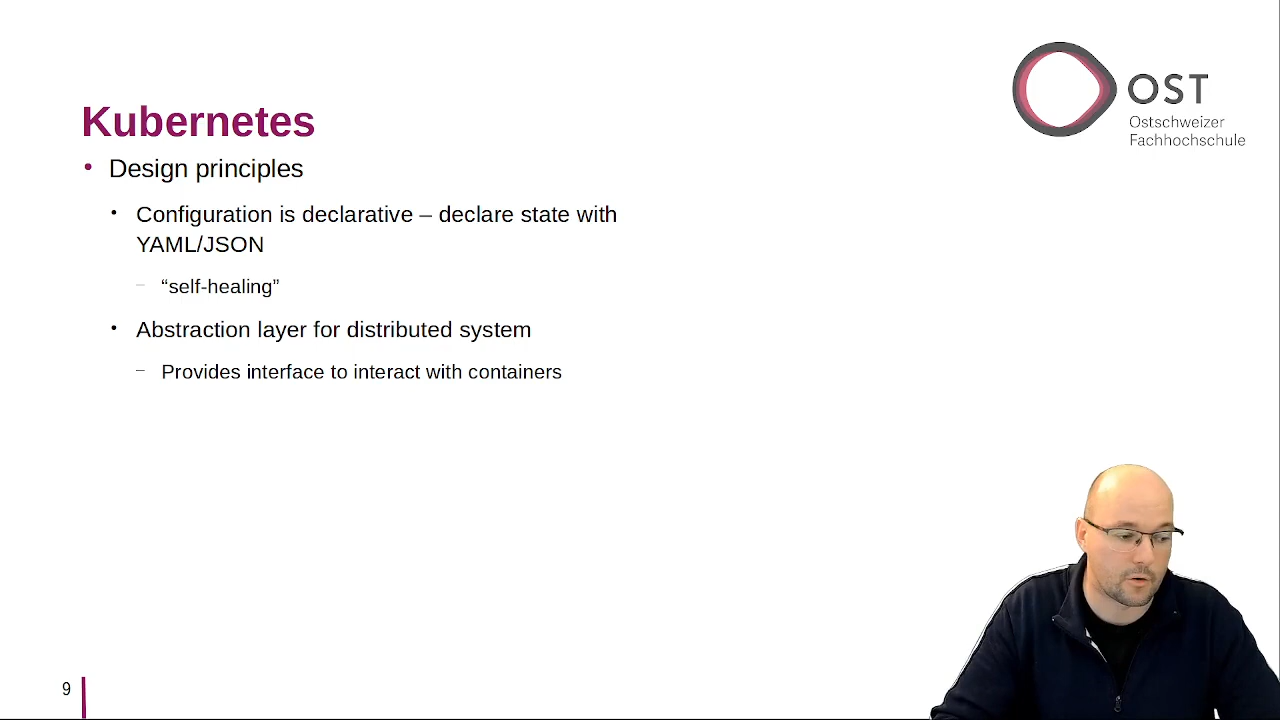 OST
Ostschweizer
Fachhochschule
Kubernetes
• Design principles
• Configuration is declarative – declare state with
YAML/JSON
– “self-healing”
• Abstraction layer for distributed system
– Provides interface to interact with containers
9